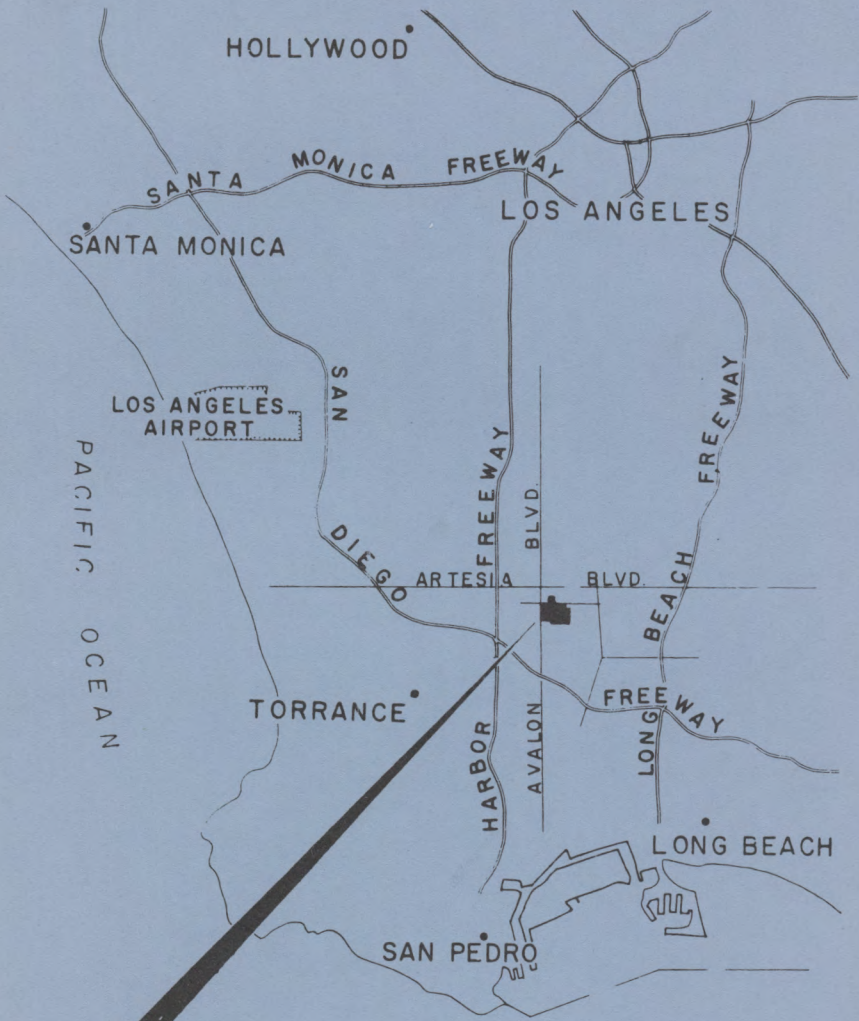 HOLLYWOOD
SANTA MONICA FREEWAY
LOS ANGELES
SANTA MONICA
SAN DIEGO FREEWAY
LOS ANGELES
AIRPORT
PACIFIC OCEAN
HARBOR FREEWAY
AVALON BLVD.
LONG BEACH FREEWAY
ARTESIA BLVD.
TORRANCE
LONG BEACH
SAN PEDRO